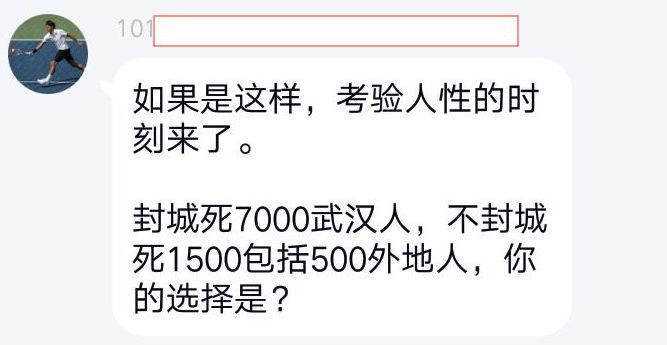 101
如果是这样，考验人性的时
刻来了。
封城死7000武汉人，不封城
死1500包括500外地人，你
的选择是？